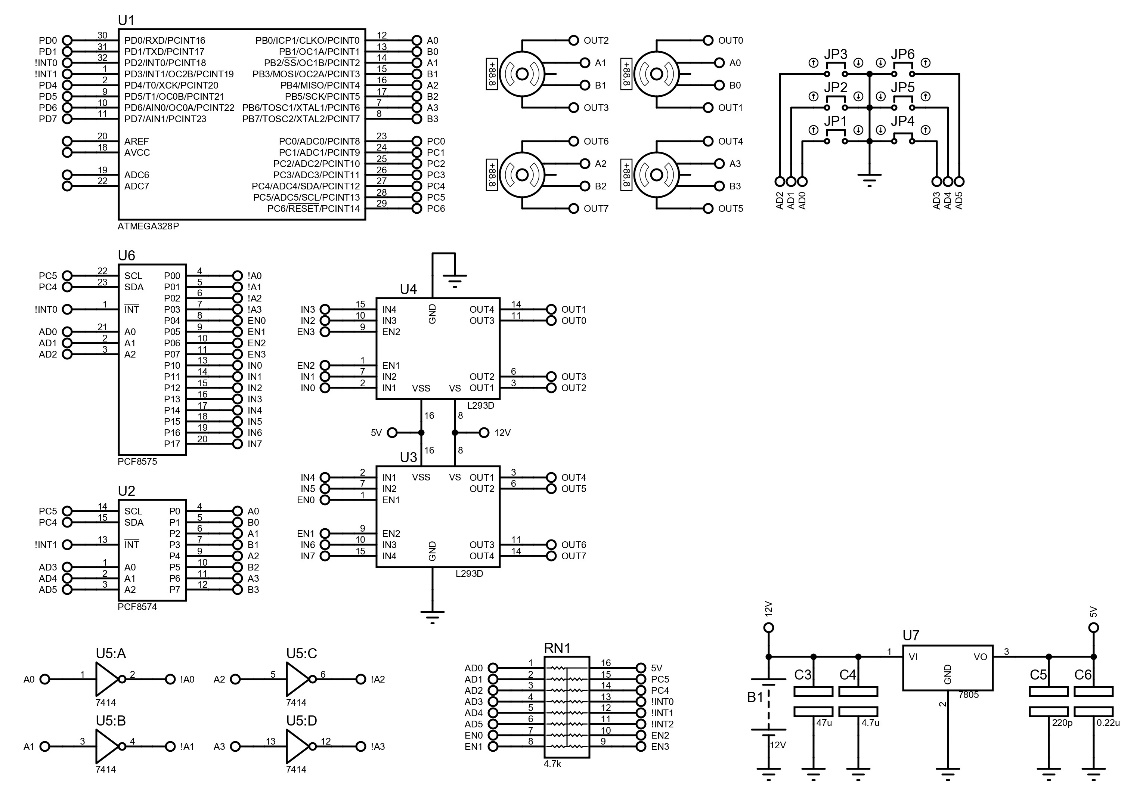 U1
PD0 30 PD0/RXD/PCINT16 PB0/ICP1/CLKO/PCINT0 12 A0
PD1 31 PD1/TXD/PCINT17 PB1/OC1A/PCINT1 13 B0
!INT0 32 PD2/INT0/PCINT18 PB2/SS/OC1B/PCINT2 14 A1
!INT1 1 PD3/INT1/OC2B/PCINT19 PB3/MOSI/OC2A/PCINT3 15 B1
PD4 2 PD4/T0/XCK/PCINT20 PB4/MISO/PCINT4 16 A2
PD5 9 PD5/T1/OC0B/PCINT21 PB5/SCK/PCINT5 17 B2
PD6 10 PD6/AIN0/OC0A/PCINT22 PB6/TOSC1/XTAL1/PCINT6 7 A3
PD7 11 PD7/AIN1/PCINT23 PB7/TOSC2/XTAL2/PCINT7 8 B3
20 AREF PC0/ADC0/PCINT8 23 PC0
18 AVCC PC1/ADC1/PCINT9 24 PC1
PC2/ADC2/PCINT10 25 PC2
19 ADC6 PC3/ADC3/PCINT11 26 PC3
22 ADC7 PC4/ADC4/SDA/PCINT12 27 PC4
PC5/ADC5/SCL/PCINT13 28 PC5
PC6/RESET/PCINT14 29 PC6
ATMEGA328P
OUT2
A1
B1
OUT3
+88.8
OUT0
A0
B0
OUT1
+88.8
OUT6
A2
B2
OUT7
+88.8
OUT4
A3
B3
OUT5
+88.8
JP3 JP6
JP2 JP5
JP1 JP4
AD2 AD1 AD0 AD3 AD4 AD5
U6
PC5 22 SCL P00 4 !A0
PC4 23 SDA P01 5 !A1
P02 6 !A2
!INT0 1 INT P03 7 !A3
P04 8 EN0
AD0 21 A0 P05 9 EN1
AD1 2 A1 P06 10 EN2
AD2 3 A2 P07 11 EN3
P10 13 IN0
P11 14 IN1
P12 15 IN2
P13 16 IN3
P14 17 IN4
P15 18 IN5
P16 19 IN6
P17 20 IN7
PCF8575
U4
GND
IN3 15 IN4 OUT4 14 OUT1
IN2 10 IN3 OUT3 11 OUT0
EN3 9 EN2
EN2 1 EN1
IN1 7 IN2 OUT2 6 OUT3
IN0 2 IN1 VSS VS OUT1 3 OUT2
L293D
16 8
5V 12V
16 8
U3
IN4 2 IN1 VSS VS OUT1 3 OUT4
IN5 7 IN2 OUT2 6 OUT5
EN0 1 EN1
EN1 9 EN2
IN6 10 IN3 OUT3 11 OUT6
IN7 15 IN4 OUT4 14 OUT7
GND
L293D
U2
PC5 14 SCL P0 4 A0
PC4 15 SDA P1 5 B0
P2 6 A1
!INT1 13 INT P3 7 B1
P4 9 A2
AD3 1 A0 P5 10 B2
AD4 2 A1 P6 11 A3
AD5 3 A2 P7 12 B3
PCF8574
U5:A
A0 1 2 !A0
7414
U5:C
A2 5 6 !A2
7414
U5:B
A1 3 4 !A1
7414
U5:D
A3 13 12 !A3
7414
RN1
AD0 1 16 5V
AD1 2 15 PC5
AD2 3 14 PC4
AD3 4 13 !INT0
AD4 5 12 !INT1
AD5 6 11 !INT2
EN0 7 10 EN2
EN1 8 9 EN3
4.7k
12V 5V
U7
1 VI VO 3
GND
2
7805
B1
12V
C3
47u
C4
4.7u
C5
220p
C6
0.22u